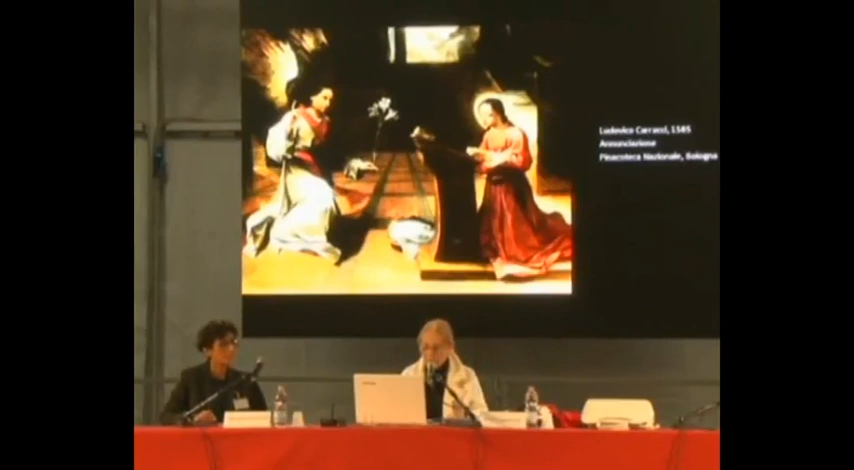 Ludovico Carracci, 1585
Annunciazione
Pinacoteca Nazionale, Bologna